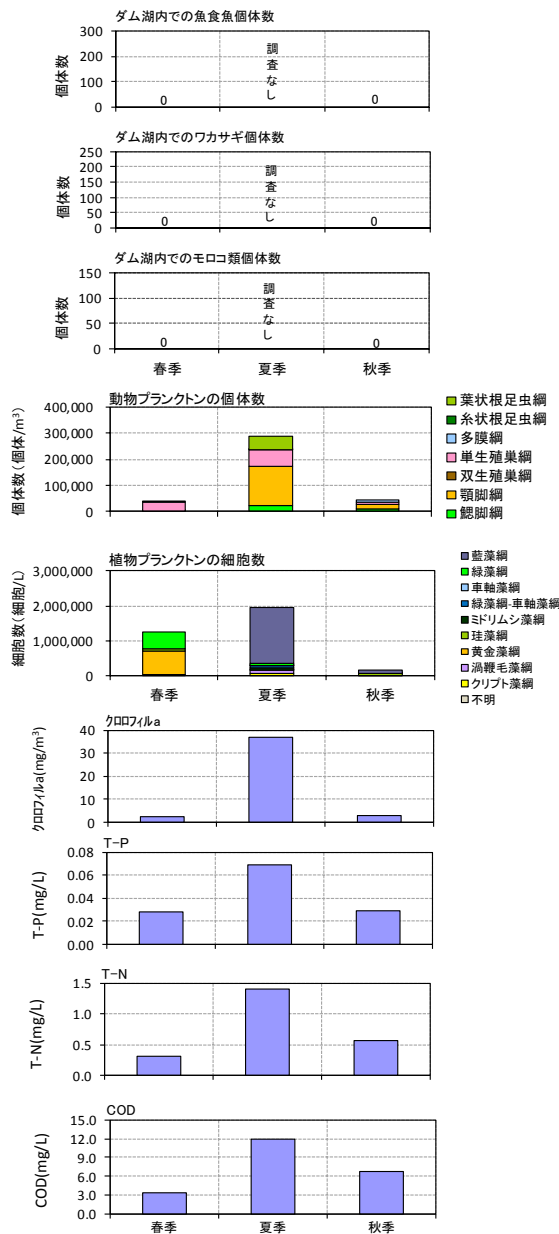 ダム湖内での魚食魚個体数
個体数
300
200
100
0
0
調査なし
0
ダム湖内でのワカサギ個体数
個体数
250
200
150
100
50
0
0
調査なし
0
ダム湖内でのモロコ類個体数
個体数
150
100
50
0
0
調査なし
0
春季
夏季
秋季
動物プランクトンの個体数
個体数(個体/m³)
400,000
300,000
200,000
100,000
0
葉状根足虫綱
糸状根足虫綱
多膜綱
単生殖巣綱
双生殖巣綱
顎脚綱
鰓脚綱
植物プランクトンの細胞数
細胞数(細胞/L)
3,000,000
2,000,000
1,000,000
0
春季
夏季
秋季
藍藻綱
緑藻綱
車軸藻綱
緑藻綱-車軸藻綱
ミドリムシ藻綱
珪藻綱
黄金藻綱
渦鞭毛藻綱
クリプト藻綱
不明
クロロフィルa
クロロフィルa(mg/m³)
40
30
20
10
0
T-P
T-P(mg/L)
0.08
0.06
0.04
0.02
0.00
T-N
T-N(mg/L)
1.5
1.0
0.5
0.0
COD
COD(mg/L)
15.0
12.0
9.0
6.0
3.0
0.0
春季
夏季
秋季